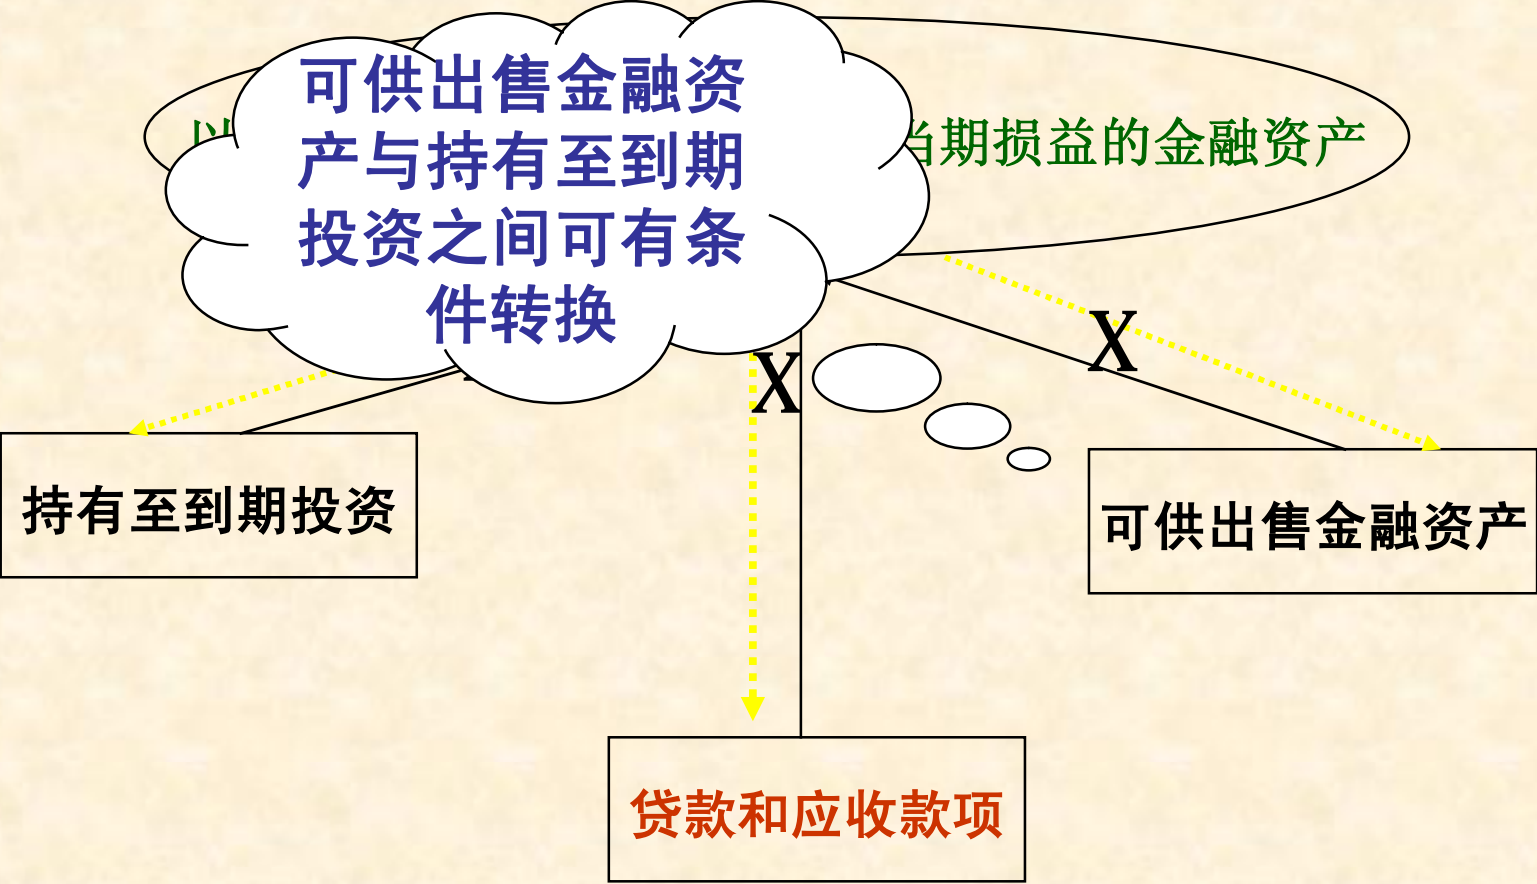 可供出售金融资
产与持有至到期
投资之间可有条
件转换
以
当期损益的金融资产
X
X
持有至到期投资
可供出售金融资产
贷款和应收款项